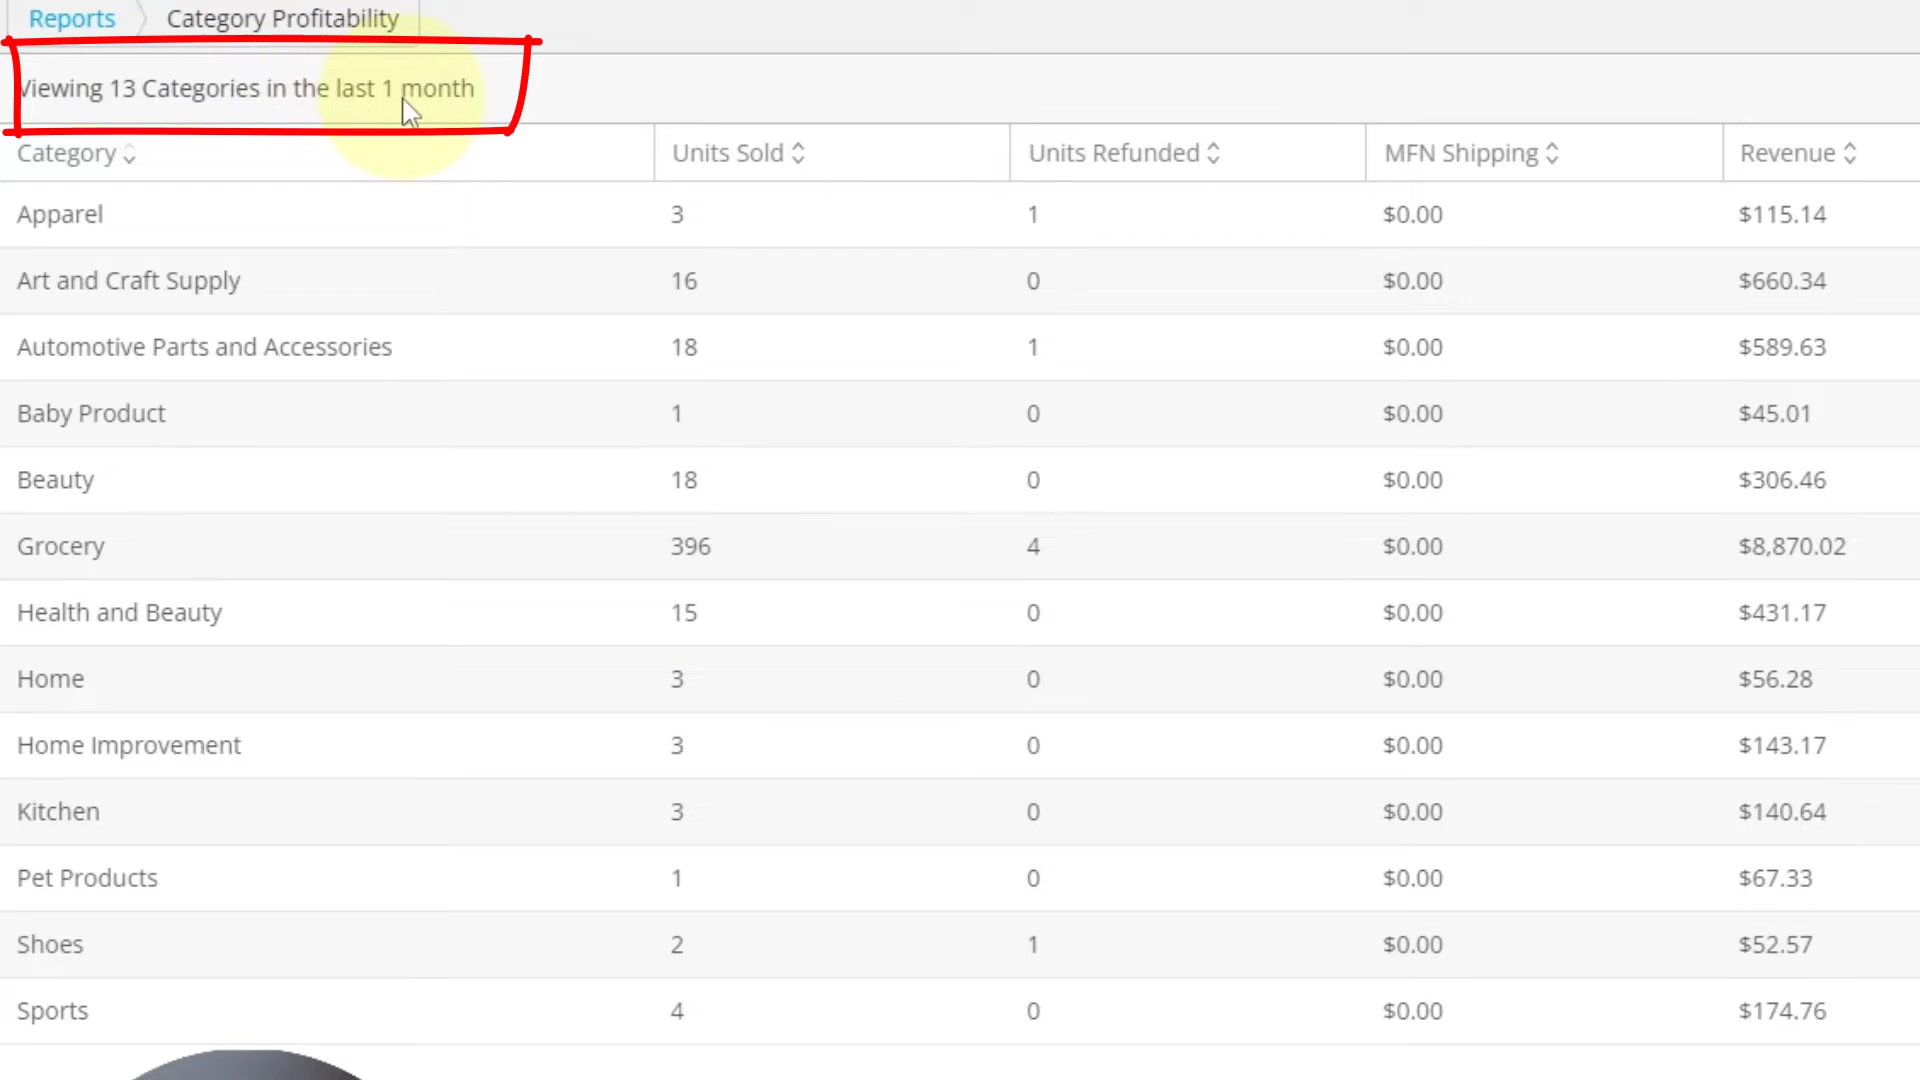 Reports Category Profitability
Viewing 13 Categories in the last 1 month
Category Units Sold Units Refunded MFN Shipping Revenue
Apparel 3 1 $0.00 $115.14
Art and Craft Supply 16 0 $0.00 $660.34
Automotive Parts and Accessories 18 1 $0.00 $589.63
Baby Product 1 0 $0.00 $45.01
Beauty 18 0 $0.00 $306.46
Grocery 396 4 $0.00 $8,870.02
Health and Beauty 15 0 $0.00 $431.17
Home 3 0 $0.00 $56.28
Home Improvement 3 0 $0.00 $143.17
Kitchen 3 0 $0.00 $140.64
Pet Products 1 0 $0.00 $67.33
Shoes 2 1 $0.00 $52.57
Sports 4 0 $0.00 $174.76